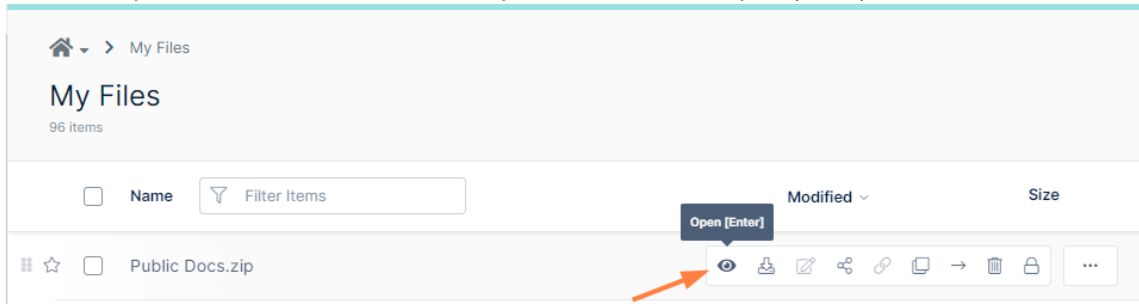 My Files
My Files
96 items
Name
Filter Items
Modified
Size
Open [Enter]
Public Docs.zip